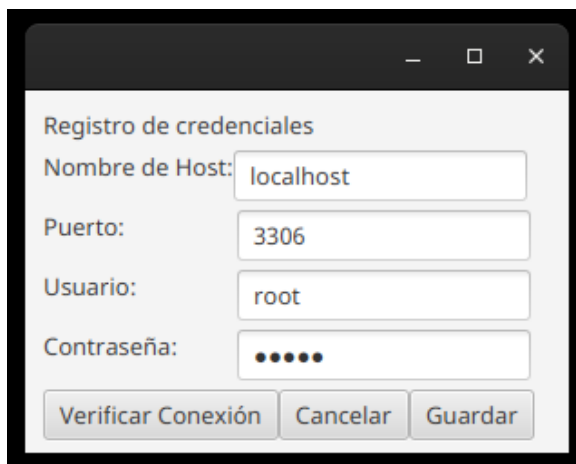 Registro de credenciales
Nombre de Host: localhost
Puerto: 3306
Usuario: root
Contraseña: •••••
Verificar Conexión Cancelar Guardar